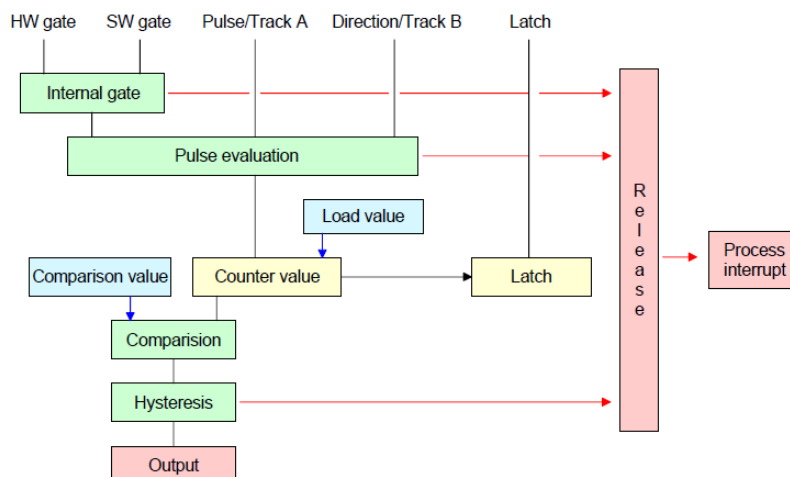 HW gate SW gate Pulse/Track A Direction/Track B Latch
Internal gate
Pulse evaluation
Release
Load value
Process
interrupt
Comparison value
Counter value
Latch
Comparision
Hysteresis
Output